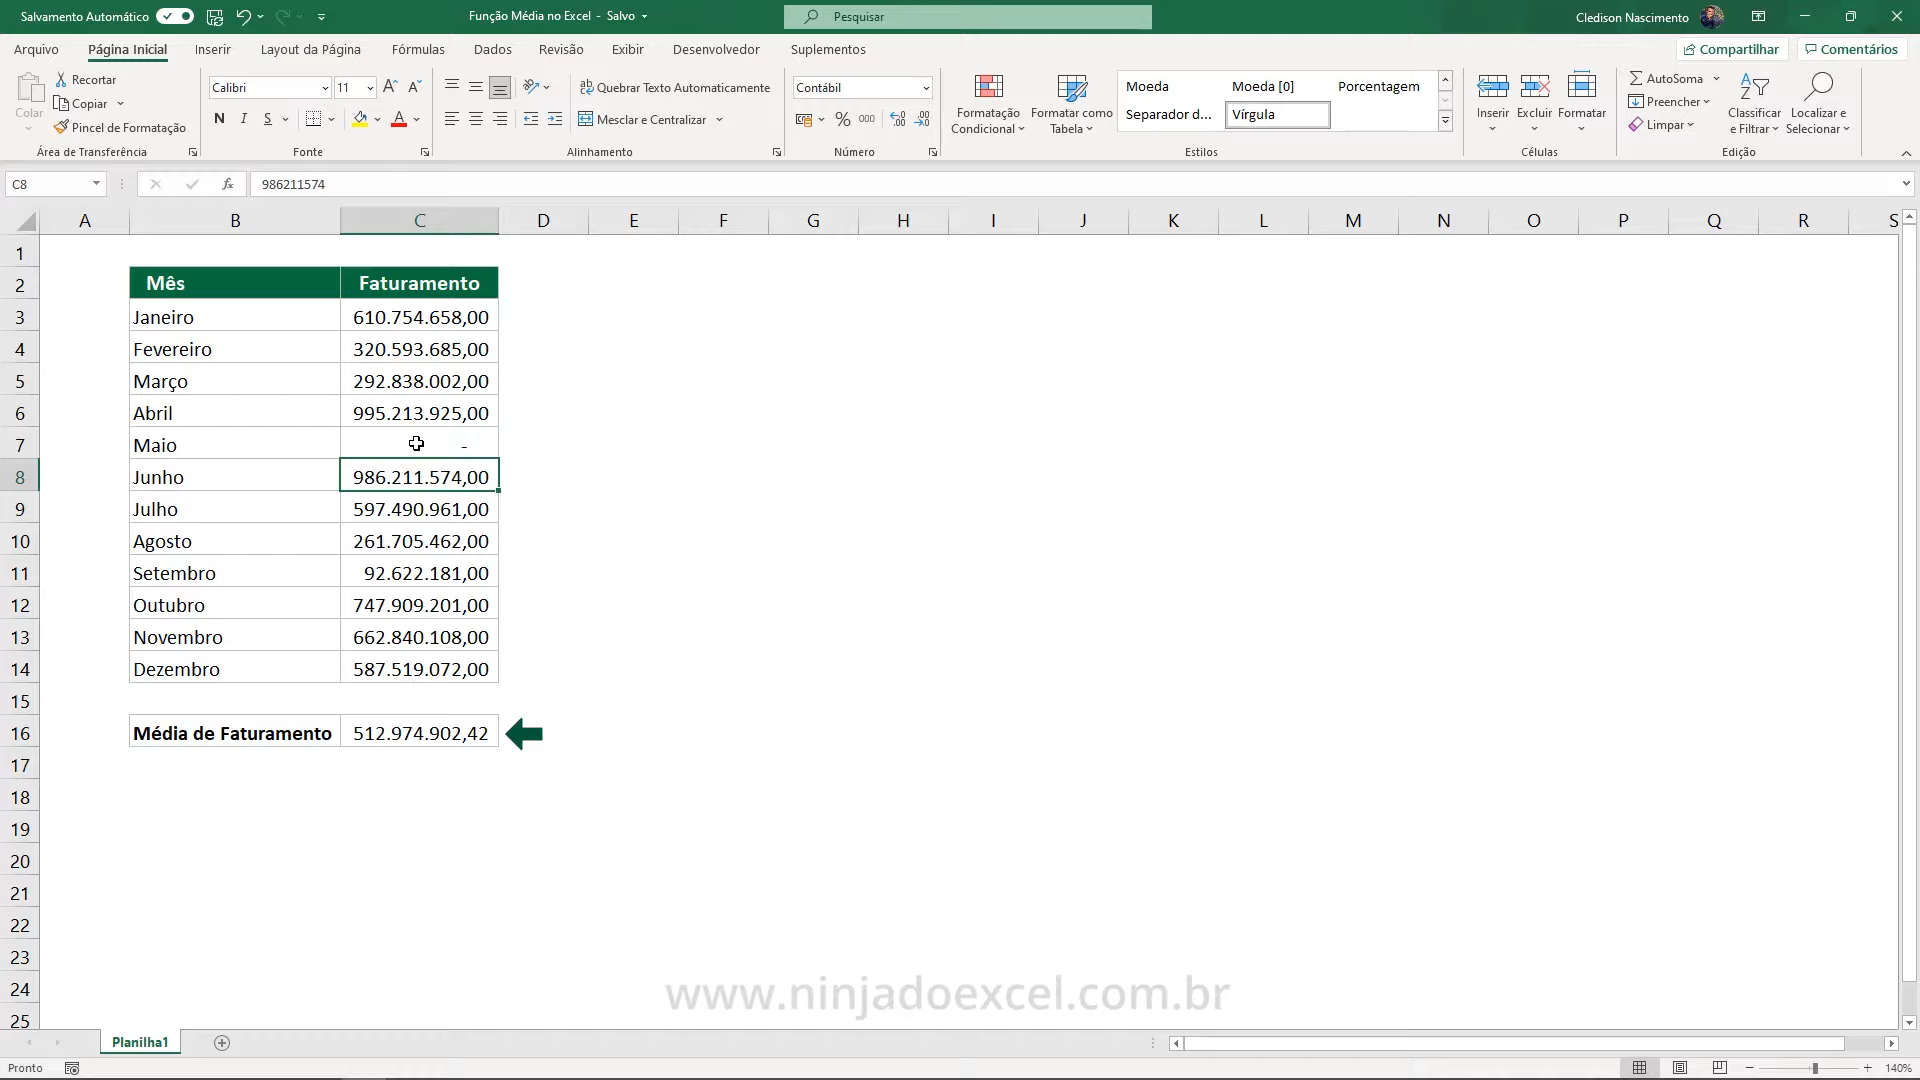 Salvamento Automático
Função Média no Excel - Salvo
Pesquisar
Cledison Nascimento
Arquivo Página Inicial Inserir Layout da Página Fórmulas Dados Revisão Exibir Desenvolvedor Suplementos Compartilhar Comentários
Colar
Recortar
Copiar
Pincel de Formatação
Área de Transferência
Calibri 11
N I S
Fonte
Quebrar Texto Automaticamente
Mesclar e Centralizar
Alinhamento
Contábil
% 000
Número
Formatação Condicional
Formatar como Tabela
Moeda Moeda [0] Porcentagem
Separador d... Vírgula
Estilos
Inserir Excluir Formatar
Células
AutoSoma
Preencher
Limpar
Classificar e Filtrar
Localizar e Selecionar
Edição
C8 fx 986211574
A B C D E F G H I J K L M N O P Q R S
1
2 Mês Faturamento
3 Janeiro 610.754.658,00
4 Fevereiro 320.593.685,00
5 Março 292.838.002,00
6 Abril 995.213.925,00
7 Maio -
8 Junho 986.211.574,00
9 Julho 597.490.961,00
10 Agosto 261.705.462,00
11 Setembro 92.622.181,00
12 Outubro 747.909.201,00
13 Novembro 662.840.108,00
14 Dezembro 587.519.072,00
15
16 Média de Faturamento 512.974.902,42
17
18
19
20
21
22
23
24
25
www.ninjadoexcel.com.br
Planilha1
Pronto
140%